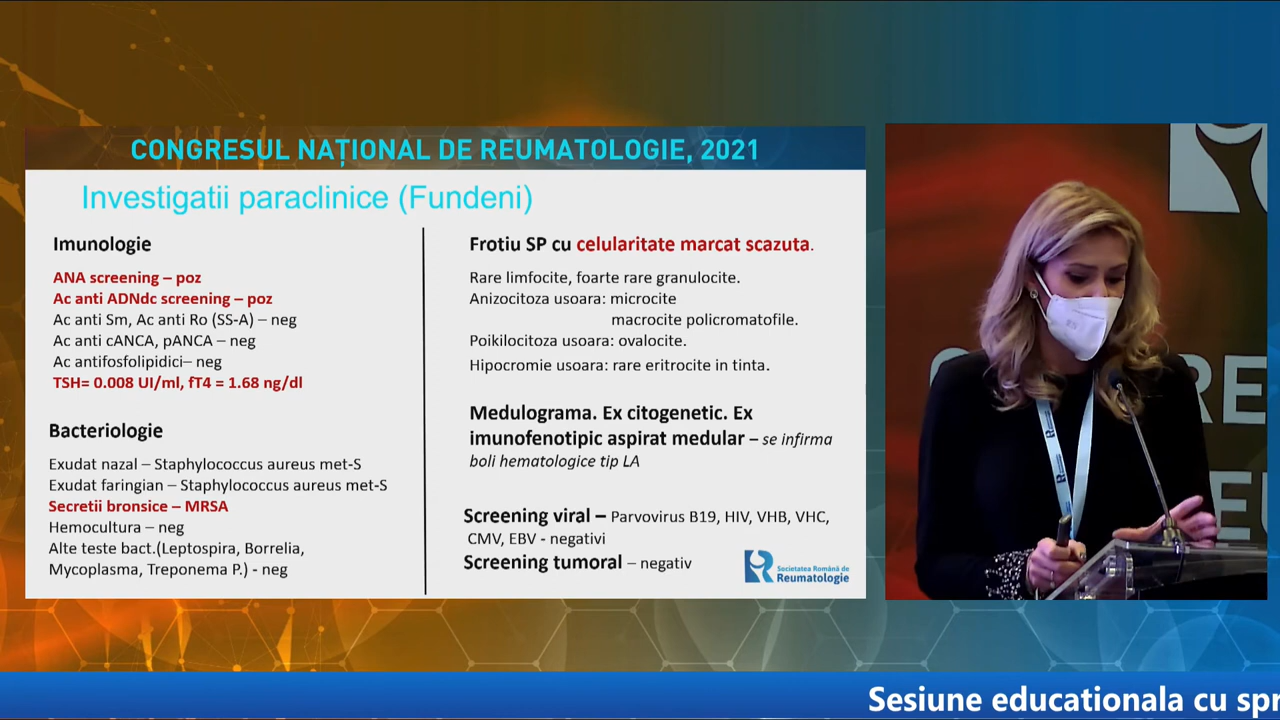 CONGRESUL NAȚIONAL DE REUMATOLOGIE, 2021
Investigatii paraclinice (Fundeni)
Imunologie
ANA screening – poz
Ac anti ADNdc screening – poz
Ac anti Sm, Ac anti Ro (SS-A) – neg
Ac anti cANCA, pANCA – neg
Ac antifosfolipidici– neg
TSH= 0.008 UI/ml, fT4 = 1.68 ng/dl
Bacteriologie
Exudat nazal – Staphylococcus aureus met-S
Exudat faringian – Staphylococcus aureus met-S
Secretii bronsice – MRSA
Hemocultura – neg
Alte teste bact.(Leptospira, Borrelia,
Mycoplasma, Treponema P.) - neg
Frotiu SP cu celularitate marcat scazuta.
Rare limfocite, foarte rare granulocite.
Anizocitoza usoara: microcite
macrocite policromatofile.
Poikilocitoza usoara: ovalocite.
Hipocromie usoara: rare eritrocite in tinta.
Medulograma. Ex citogenetic. Ex
imunofenotipic aspirat medular – se infirma
boli hematologice tip LA
Screening viral – Parvovirus B19, HIV, VHB, VHC,
CMV, EBV - negativi
Screening tumoral – negativ
Societatea Română de
Reumatologie
Sesiune educationala cu spr